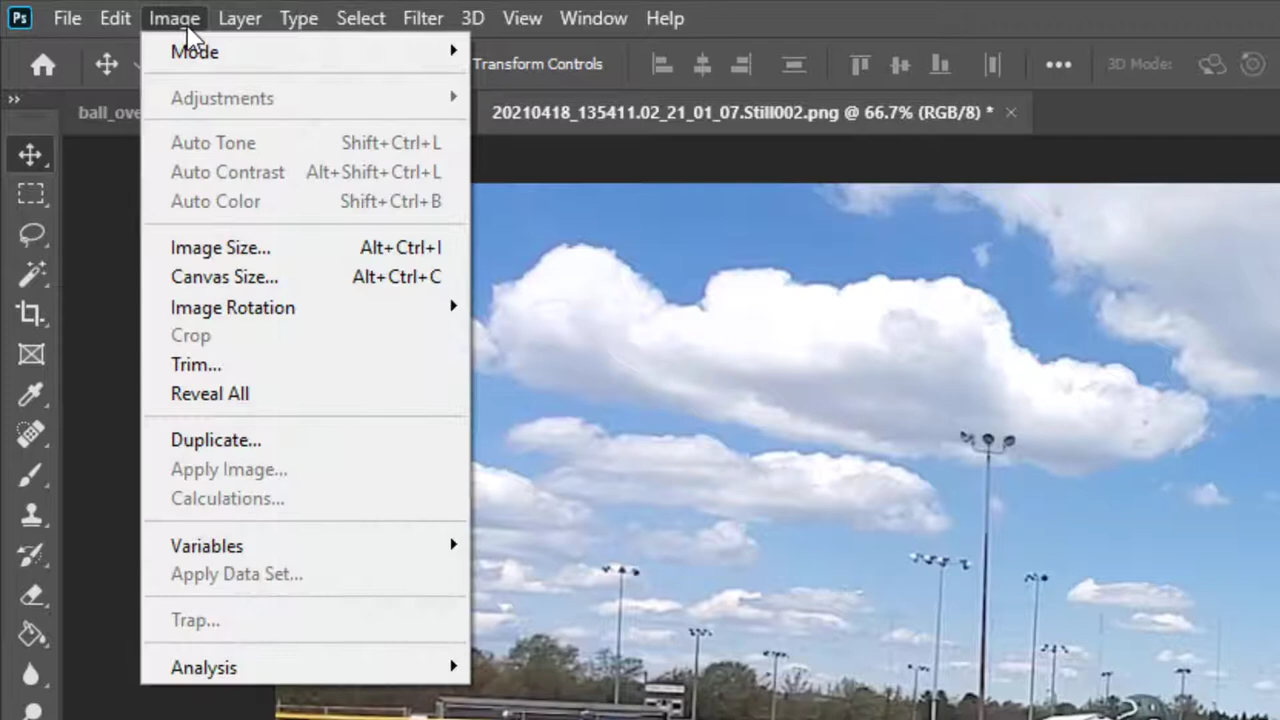 Ps File Edit Image Layer Type Select Filter 3D View Window Help
Transform Controls 3D Mode:
ball_ove 20210418_135411.02_21_01_07.Still002.png @ 66.7% (RGB/8) *
Mode
Adjustments
Auto Tone Shift+Ctrl+L
Auto Contrast Alt+Shift+Ctrl+L
Auto Color Shift+Ctrl+B
Image Size... Alt+Ctrl+I
Canvas Size... Alt+Ctrl+C
Image Rotation
Crop
Trim...
Reveal All
Duplicate...
Apply Image...
Calculations...
Variables
Apply Data Set...
Trap...
Analysis